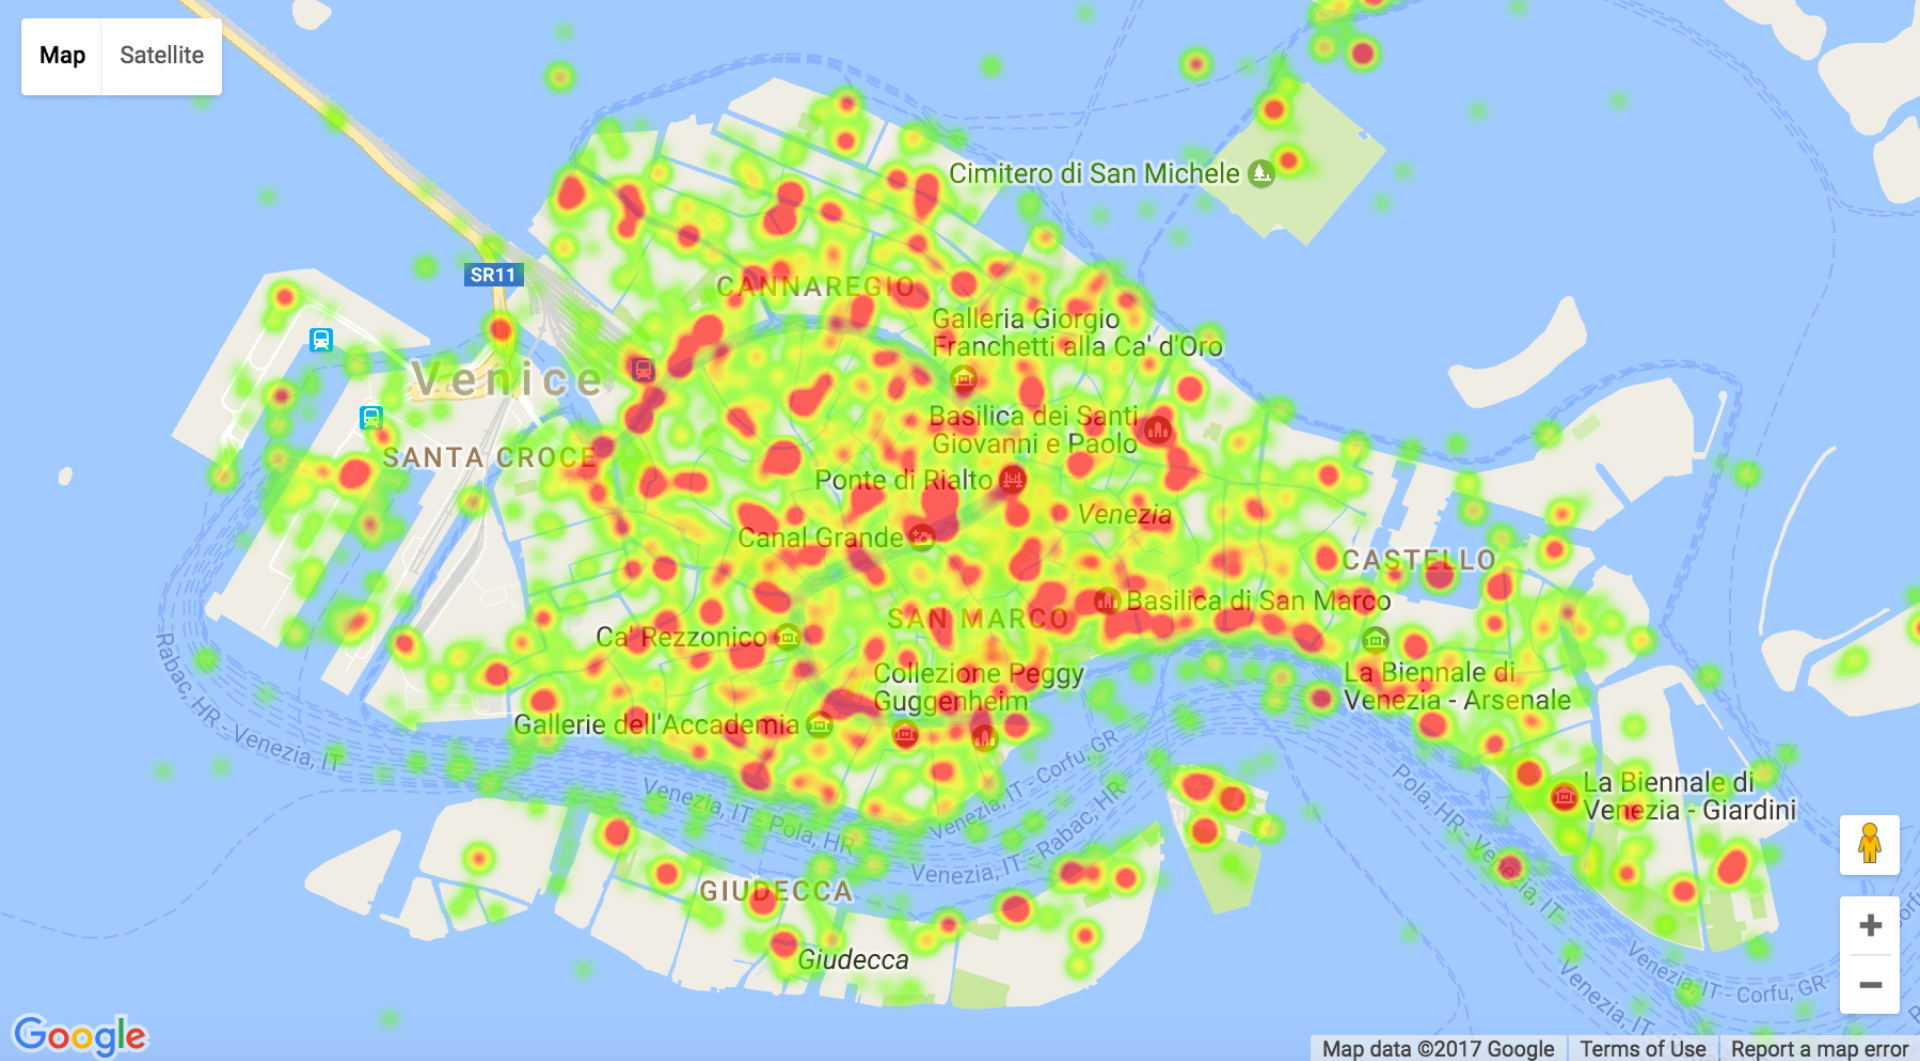 Map
Satellite
Cimitero di San Michele
SR11
CANNAREGIO
Galleria Giorgio
Franchetti alla Ca' d'Oro
Venice
Basilica dei Santi
Giovanni e Paolo
SANTA CROCE
Ponte di Rialto
Venezia
Canal Grande
CASTELLO
Basilica di San Marco
SAN MARCO
Ca' Rezzonico
Rabac, HR - Venezia, IT
Collezione Peggy
Guggenheim
La Biennale di
Venezia - Arsenale
Gallerie dell'Accademia
Venezia, IT - Pola, HR
Venezia, IT - Corfu, GR
Venezia, IT - Rabac, HR
Pola, HR - Venezia, IT
La Biennale di
Venezia - Giardini
GIUDECCA
Giudecca
Venezia, IT - Corfu, GR
Venezia, IT
Google
Map data ©2017 Google
Terms of Use
Report a map error